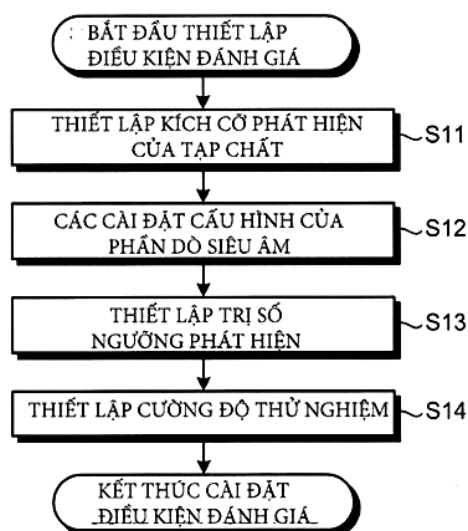 BẮT ĐẦU THIẾT LẬP
ĐIỀU KIỆN ĐÁNH GIÁ
THIẾT LẬP KÍCH CỠ PHÁT HIỆN
CỦA TẠP CHẤT
S11
CÁC CÀI ĐẶT CẤU HÌNH CỦA
PHẦN DÒ SIÊU ÂM
S12
THIẾT LẬP TRỊ SỐ
NGƯỠNG PHÁT HIỆN
S13
THIẾT LẬP CƯỜNG ĐỘ THỬ NGHIỆM
S14
KẾT THÚC CÀI ĐẶT
ĐIỀU KIỆN ĐÁNH GIÁ